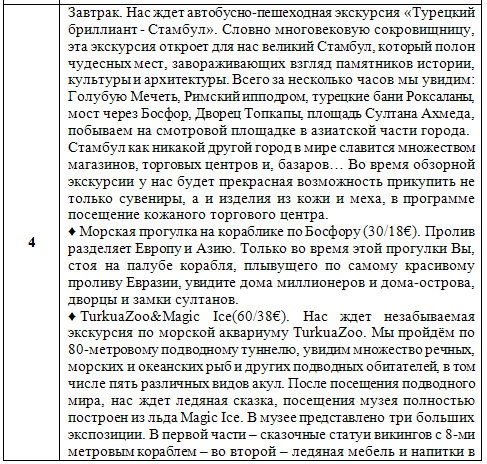 Завтрак. Нас ждет автобусно-пешеходная экскурсия «Турецкий
бриллиант - Стамбул». Словно многовековую сокровищницу,
эта экскурсия откроет для нас великий Стамбул, который полон
чудесных мест, завораживающих взгляд памятников истории,
культуры и архитектуры. Всего за несколько часов мы увидим:
Голубую Мечеть, Римский ипподром, турецкие бани Роксаланы,
мост через Босфор, Дворец Топкапы, площадь Султана Ахмеда,
побываем на смотровой площадке в азиатской части города.
Стамбул как никакой другой город в мире славится множеством
магазинов, торговых центров и, базаров… Во время обзорной
экскурсии у нас будет прекрасная возможность прикупить не
только сувениры, а и изделия из кожи и меха, в программе
посещение кожаного торгового центра.
4
♦ Морская прогулка на кораблике по Босфору (30/18€). Пролив
разделяет Европу и Азию. Только во время этой прогулки Вы,
стоя на палубе корабля, плывущего по самому красивому
проливу Евразии, увидите дома миллионеров и дома-острова,
дворцы и замки султанов.
♦ TurkuaZoo&Magic Ice(60/38€). Нас ждет незабываемая
экскурсия по морской аквариуму TurkuaZoo. Мы пройдём по
80-метровому подводному туннелю, увидим множество речных,
морских и океанских рыб и других подводных обитателей, в том
числе пять различных видов акул. После посещения подводного
мира, нас ждет ледяная сказка, посещения музея полностью
построен из льда Magic Ice. В музее представлено три больших
экспозиции. В первой части – сказочные статуи викингов с 8-ми
метровым кораблем – во второй – ледяная мебель и напитки в